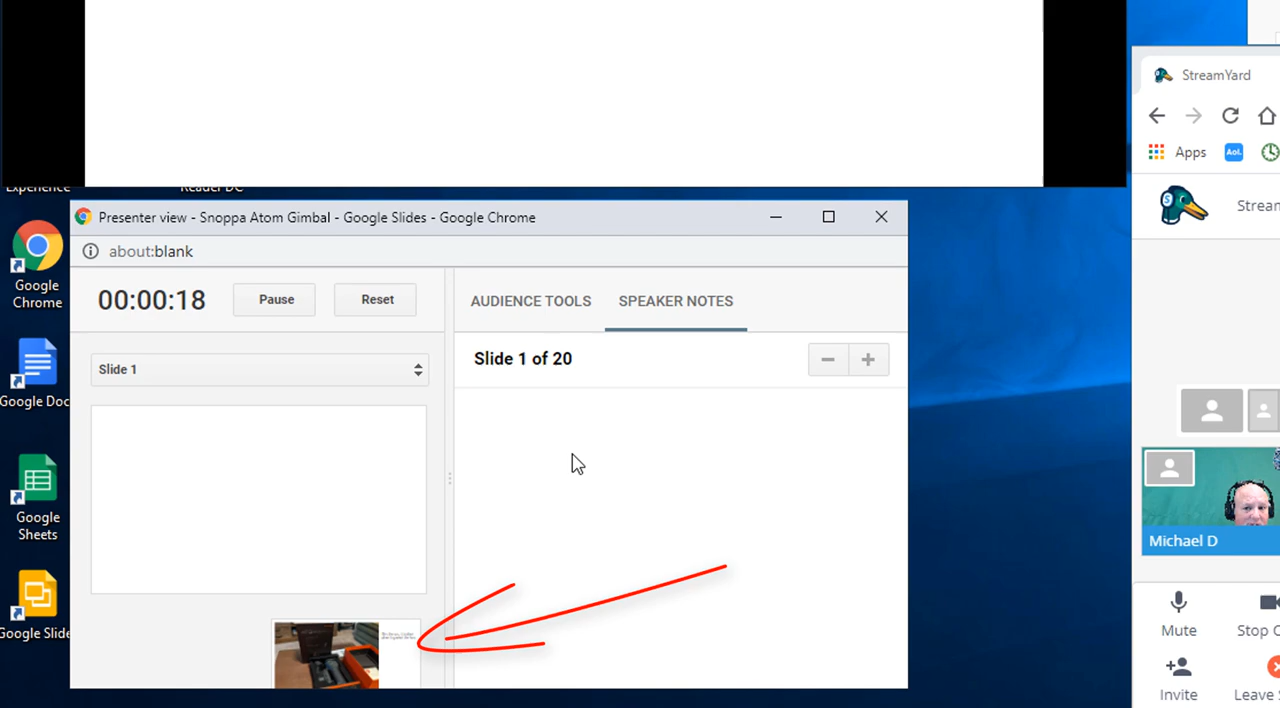 Experience
Reader DC
StreamYard
Apps
Aol.
Stream
Presenter view - Snoppa Atom Gimbal - Google Slides - Google Chrome
about:blank
00:00:18
Pause
Reset
AUDIENCE TOOLS
SPEAKER NOTES
Slide 1
Slide 1 of 20
Google
Chrome
Google Doc
Google
Sheets
Google Slide
Michael D
Mute
Stop
Invite
Leave